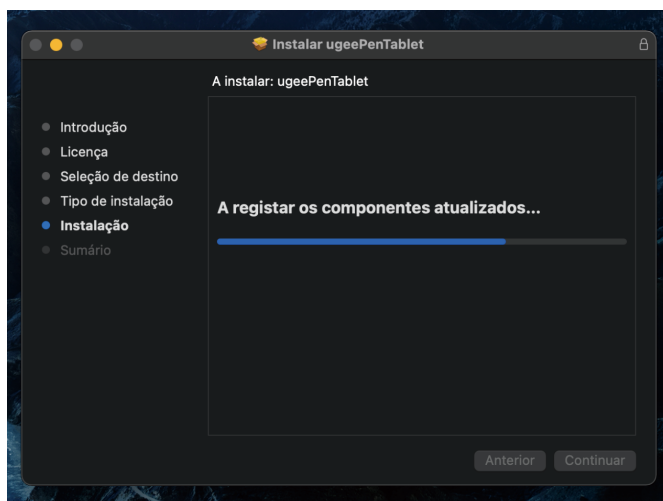 Instalar ugeePenTablet
A instalar: ugeePenTablet
Introdução
Licença
Seleção de destino
Tipo de instalação
Instalação
Sumário
A registar os componentes atualizados...
Anterior
Continuar